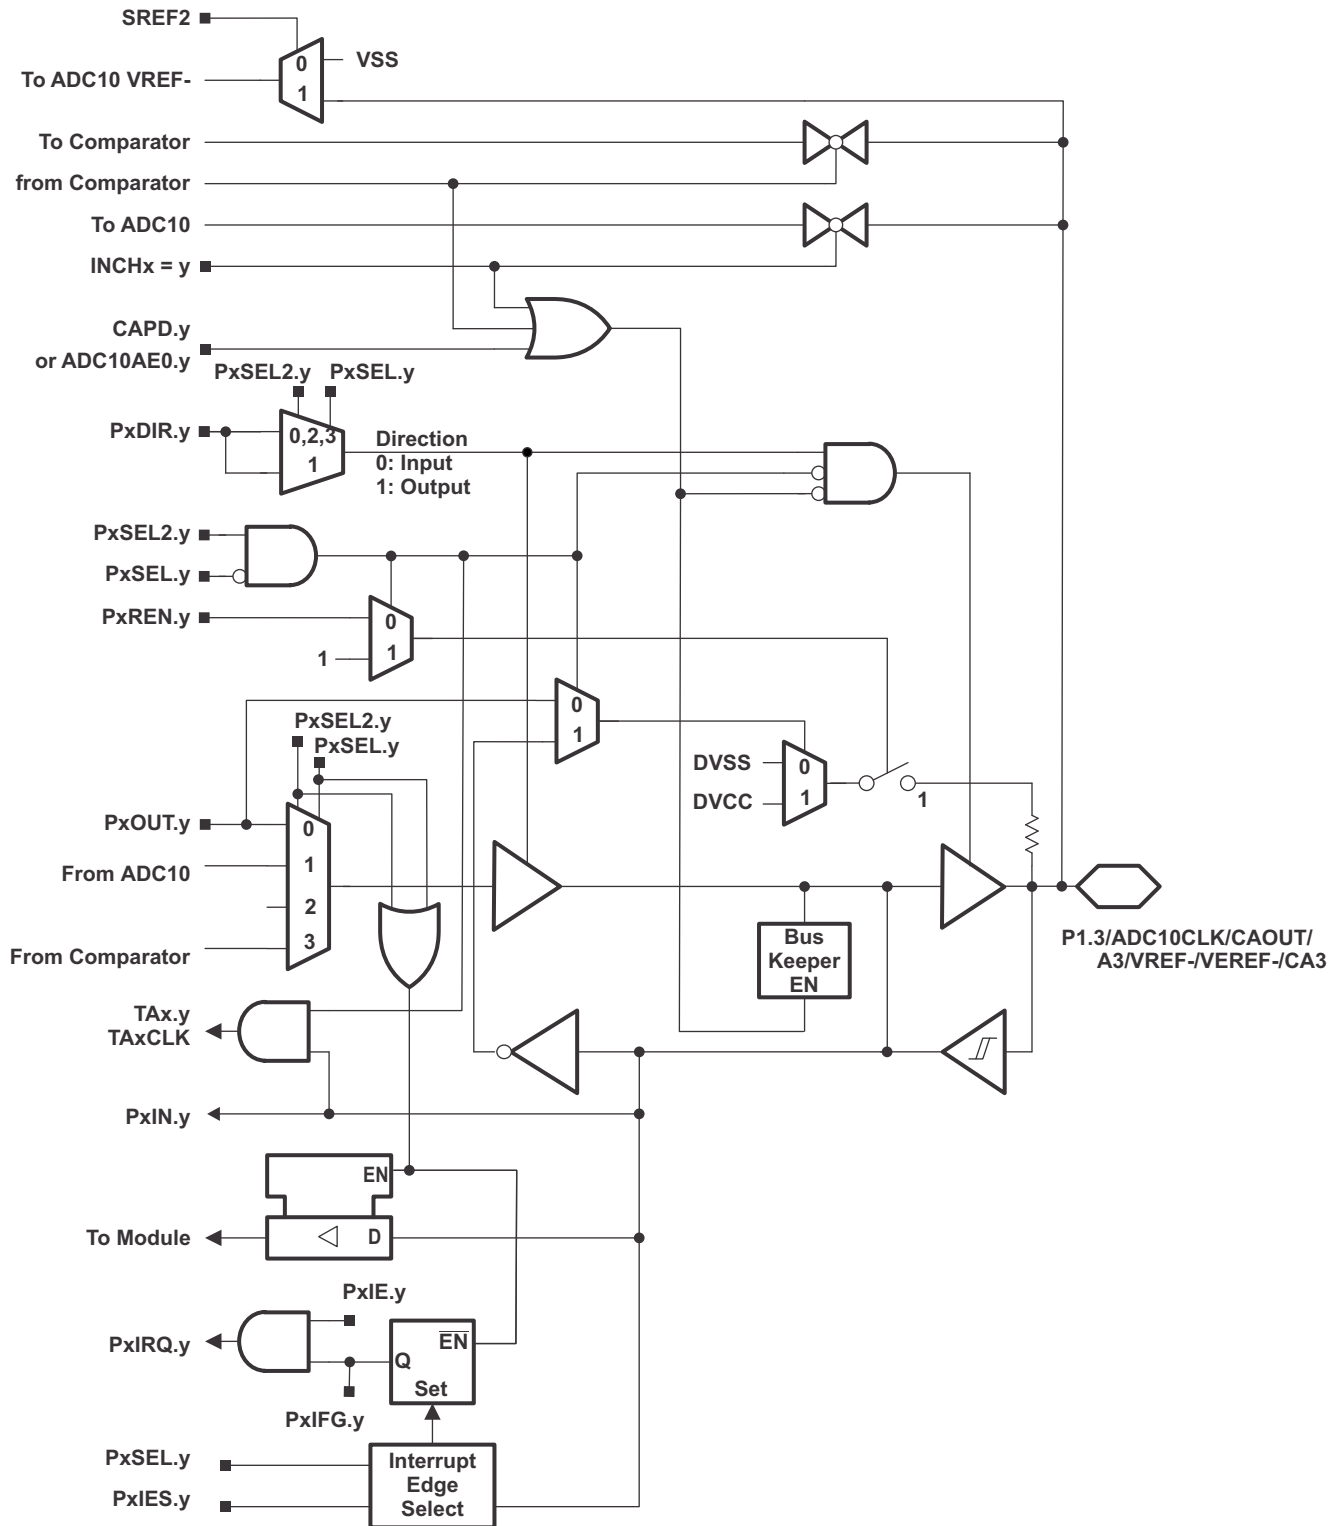 SREF2
0
VSS
To ADC10 VREF-
1
To Comparator
from Comparator
To ADC10
INCHx = y
CAPD.y
or ADC10AE0.y
PxSEL2.y
PxSEL.y
PxDIR.y
0,2,3
1
Direction
0: Input
1: Output
PxSEL2.y
PxSEL.y
PxREN.y
0
1
1
0
1
PxSEL2.y
PxSEL.y
DVSS
0
DVCC
1
1
PxOUT.y
0
From ADC10
1
2
From Comparator
3
Bus
Keeper
EN
P1.3/ADC10CLK/CAOUT/
A3/VREF-/VEREF-/CA3
TAx.y
TAxCLK
PxIN.y
EN
To Module
D
PxIE.y
PxIRQ.y
EN
Q
Set
PxIFG.y
PxSEL.y
PxIES.y
Interrupt
Edge
Select